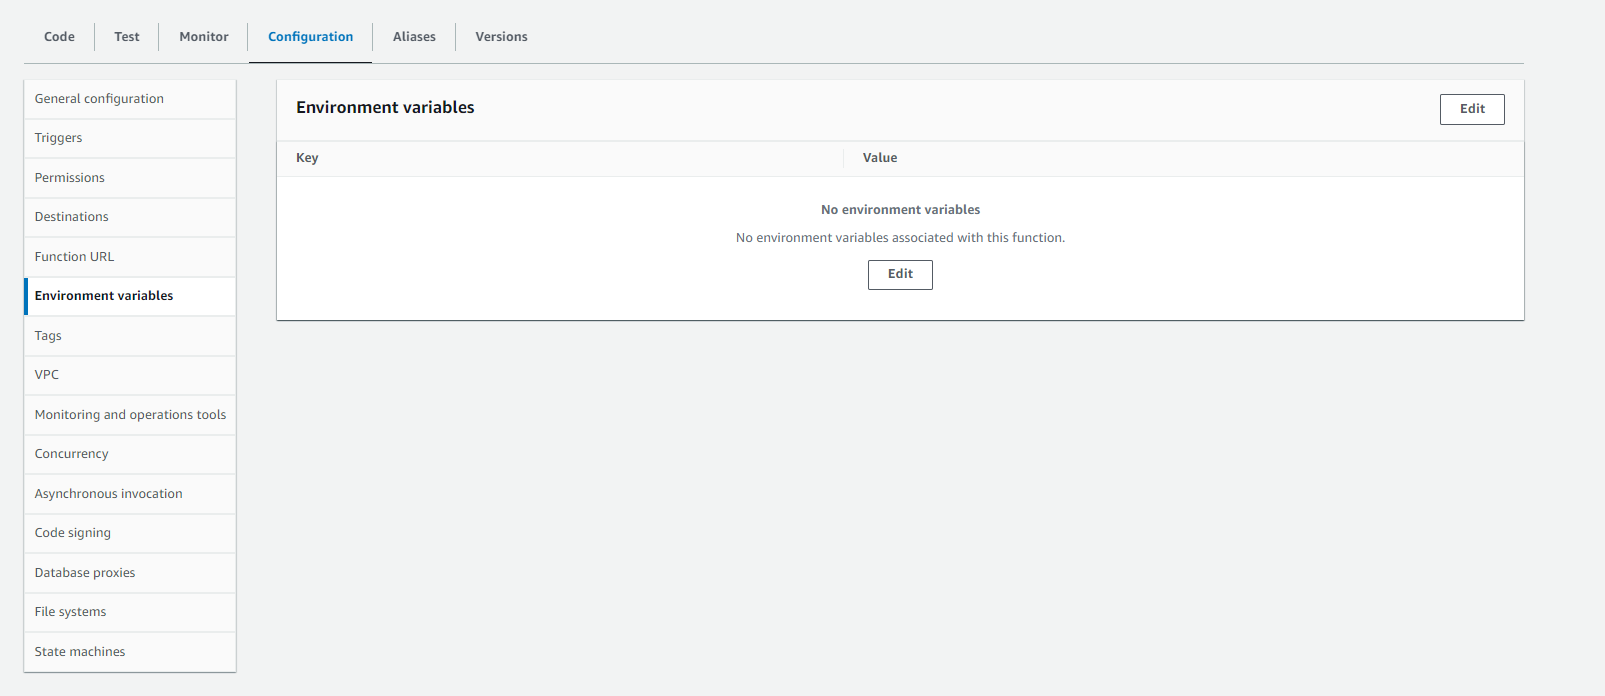 Code Test Monitor Configuration Aliases Versions
General configuration
Triggers
Permissions
Destinations
Function URL
Environment variables
Tags
VPC
Monitoring and operations tools
Concurrency
Asynchronous invocation
Code signing
Database proxies
File systems
State machines
Environment variables Edit
Key Value
No environment variables
No environment variables associated with this function.
Edit